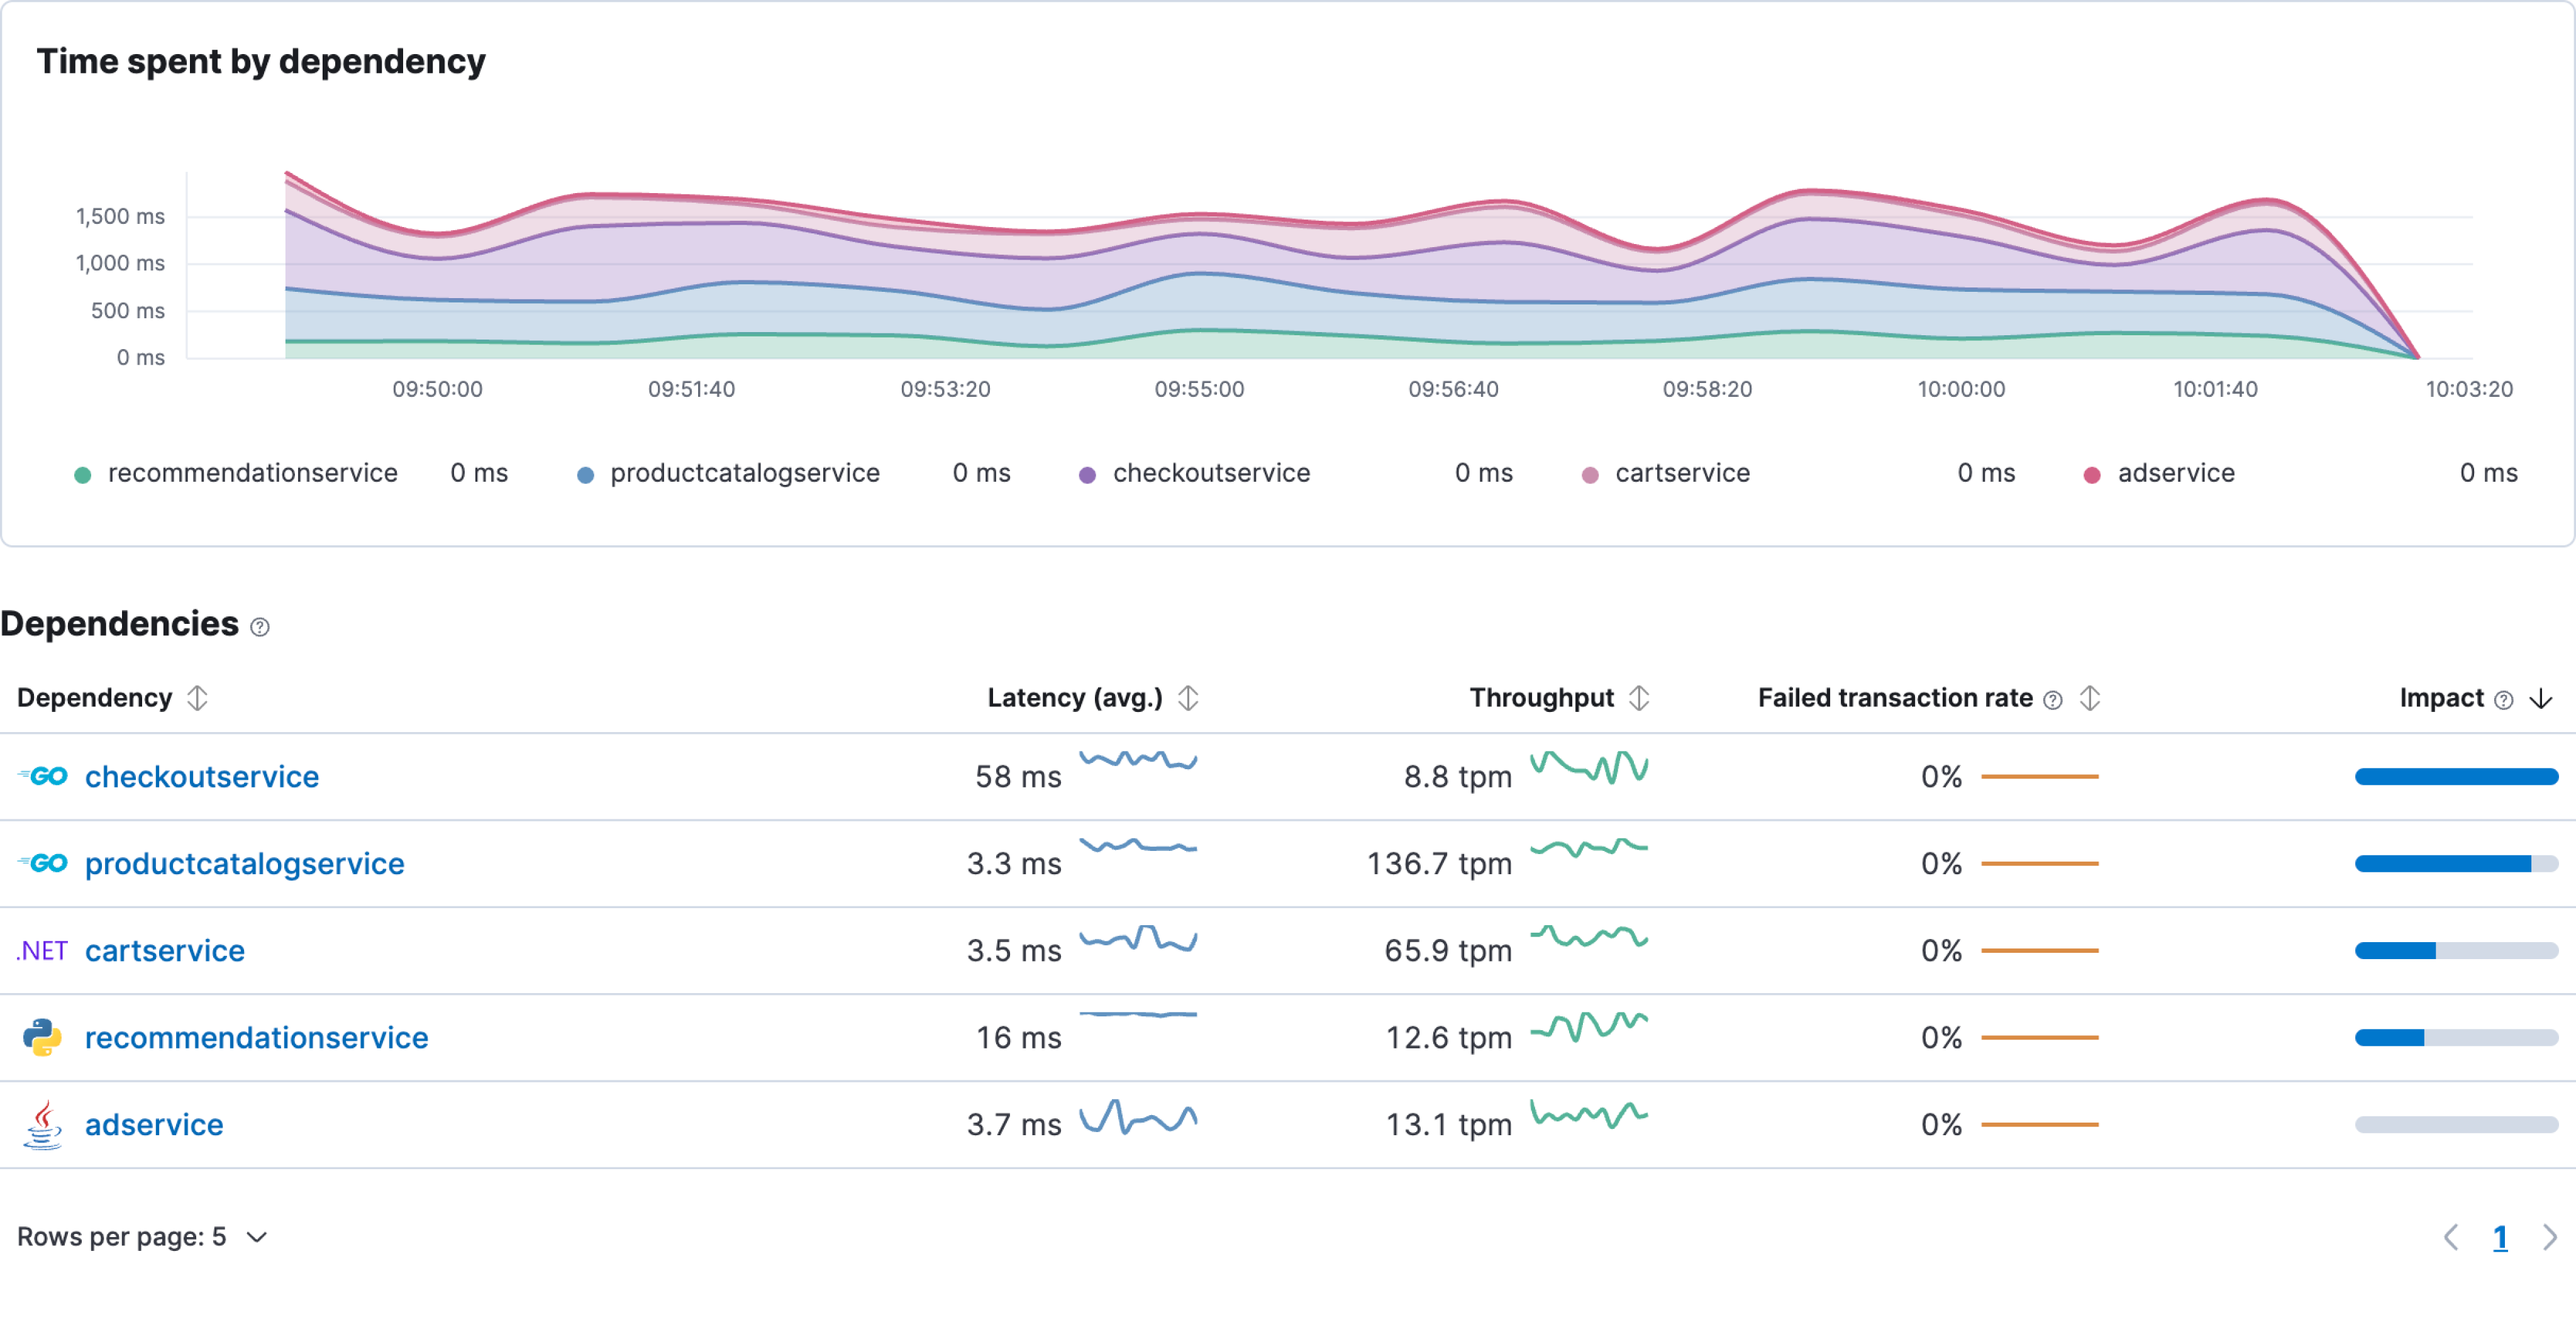 Time spent by dependency
1,500 ms
1,000 ms
500 ms
0 ms
09:50:00 09:51:40 09:53:20 09:55:00 09:56:40 09:58:20 10:00:00 10:01:40 10:03:20
recommendationservice 0 ms productcatalogservice 0 ms checkoutservice 0 ms cartservice 0 ms adservice 0 ms
Dependencies ?
Dependency Latency (avg.) Throughput Failed transaction rate ? Impact ?
GO checkoutservice 58 ms 8.8 tpm 0%
GO productcatalogservice 3.3 ms 136.7 tpm 0%
.NET cartservice 3.5 ms 65.9 tpm 0%
recommendationservice 16 ms 12.6 tpm 0%
adservice 3.7 ms 13.1 tpm 0%
Rows per page: 5 1